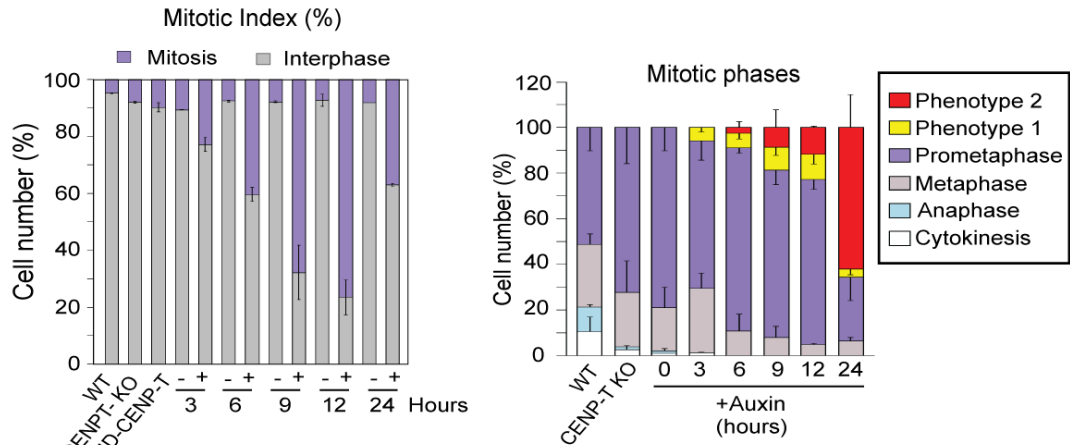 Mitotic Index (%)
Mitosis Interphase
Cell number (%)
100
80
60
40
20
0
WT
ENPT- KO
D-CENP-T
- + - + - + - + - +
3 6 9 12 24 Hours
Mitotic phases
Cell number (%)
120
100
80
60
40
20
0
WT
CENP-T KO
0 3 6 9 12 24
+Auxin
(hours)
Phenotype 2
Phenotype 1
Prometaphase
Metaphase
Anaphase
Cytokinesis